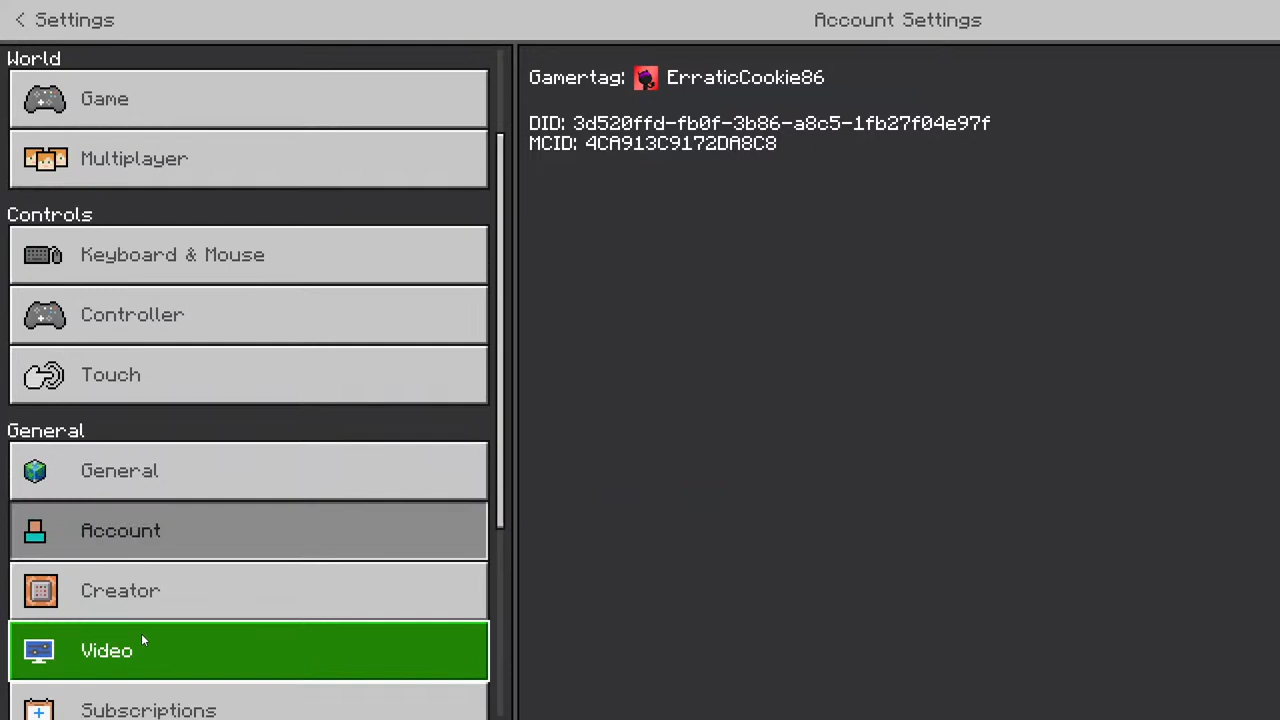 Settings
Account Settings
World
Game
Multiplayer
Controls
Keyboard & Mouse
Controller
Touch
General
General
Account
Creator
Video
Subscriptions
Gamertag: ErraticCookie86
DID: 3d520ffd-fb0f-3b86-a8c5-1fb27f04e97f
MCID: 4CA913C9172DA8C8